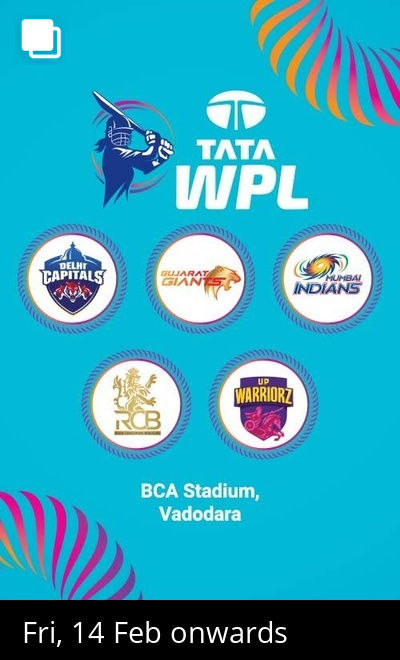 TATA
WPL
DELHI
CAPITALS
GUJARAT
GIANTS
MUMBAI
INDIANS
RCB
UP
WARRIORZ
BCA Stadium,
Vadodara
Fri, 14 Feb onwards